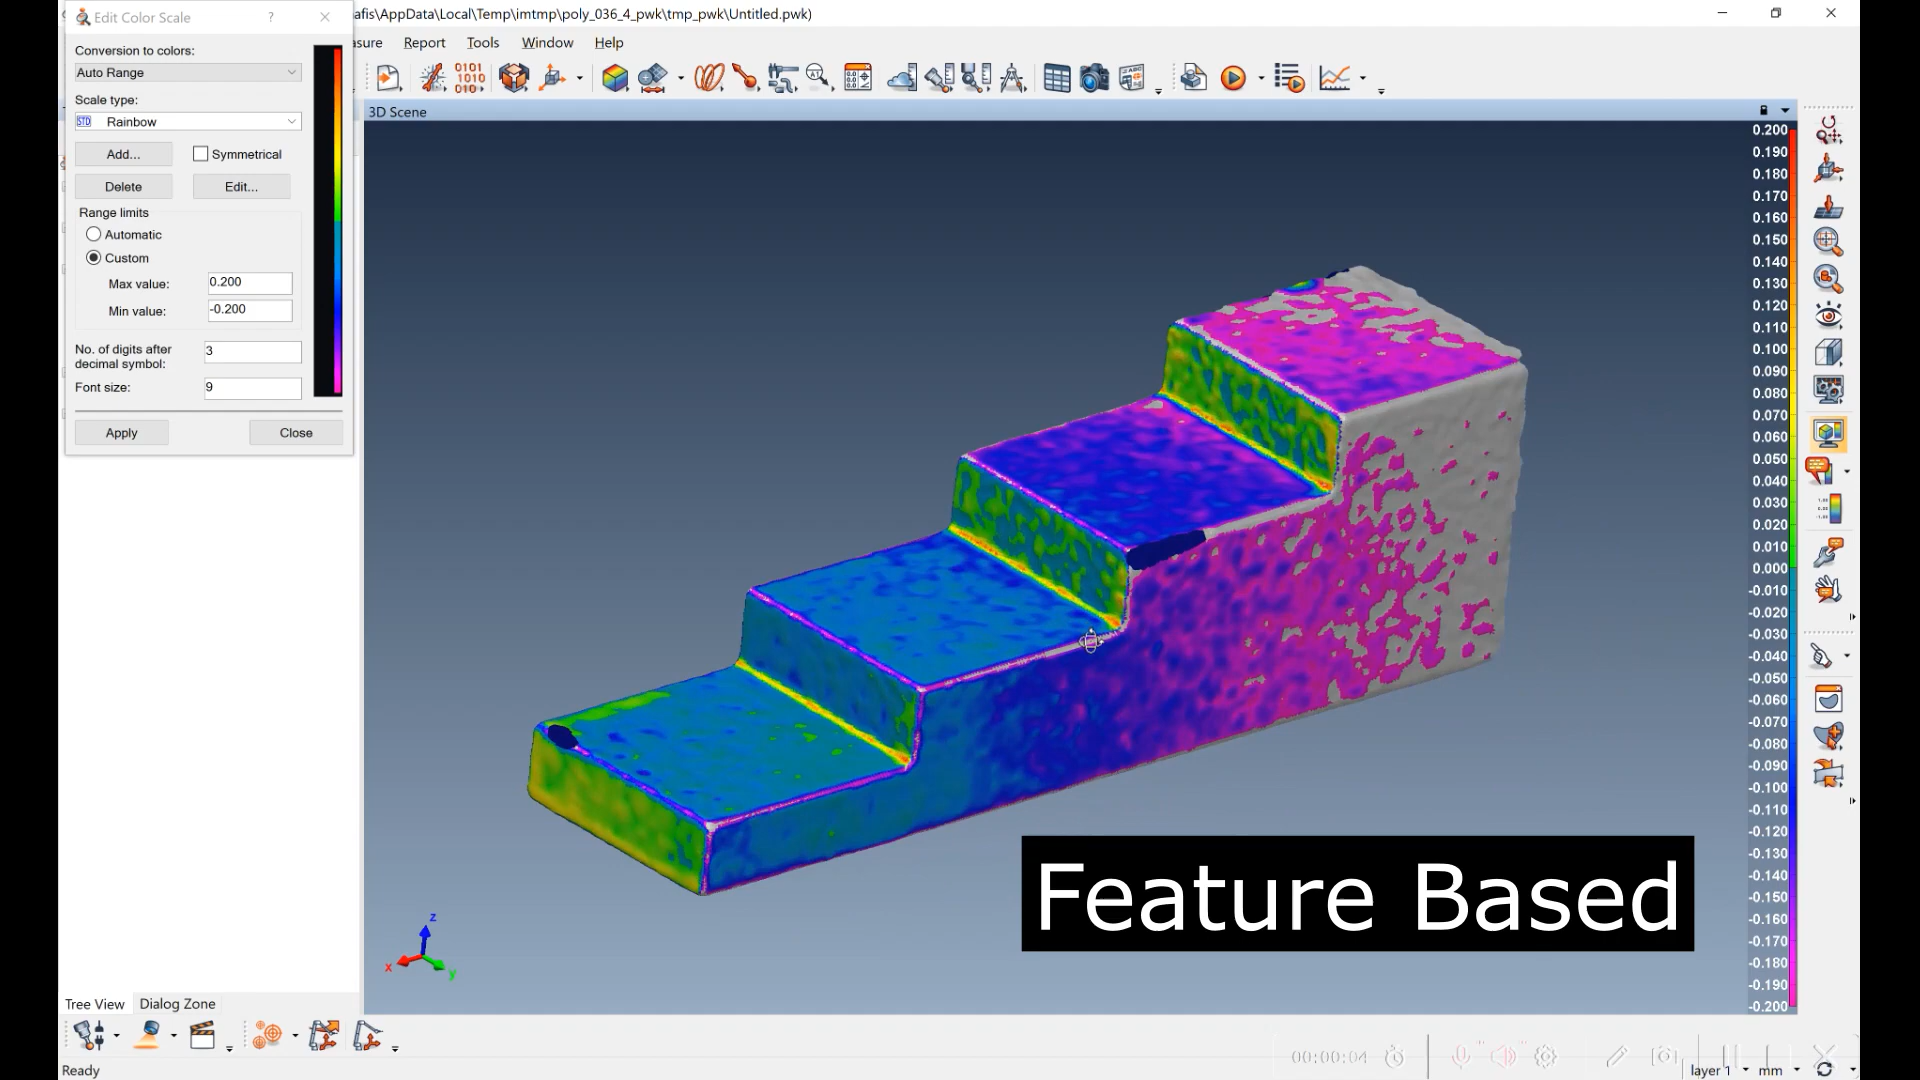 Edit Color Scale
?
afis\AppData\Local\Temp\imtmp\poly_036_4_pwk\tmp_pwk\Untitled.pwk)
Conversion to colors:
Auto Range
Scale type:
STD Rainbow
Add...
Symmetrical
Delete
Edit...
Range limits
Automatic
Custom
Max value:
0.200
Min value:
-0.200
No. of digits after
decimal symbol:
3
Font size:
9
Apply
Close
asure Report Tools Window Help
3D Scene
0.200
0.190
0.180
0.170
0.160
0.150
0.140
0.130
0.120
0.110
0.100
0.090
0.080
0.070
0.060
0.050
0.040
0.030
0.020
0.010
0.000
-0.010
-0.020
-0.030
-0.040
-0.050
-0.060
-0.070
-0.080
-0.090
-0.100
-0.110
-0.120
-0.130
-0.140
-0.150
-0.160
-0.170
-0.180
-0.190
-0.200
Feature Based
z
x
y
Tree View
Dialog Zone
00:00:04
Ready
layer 1
mm